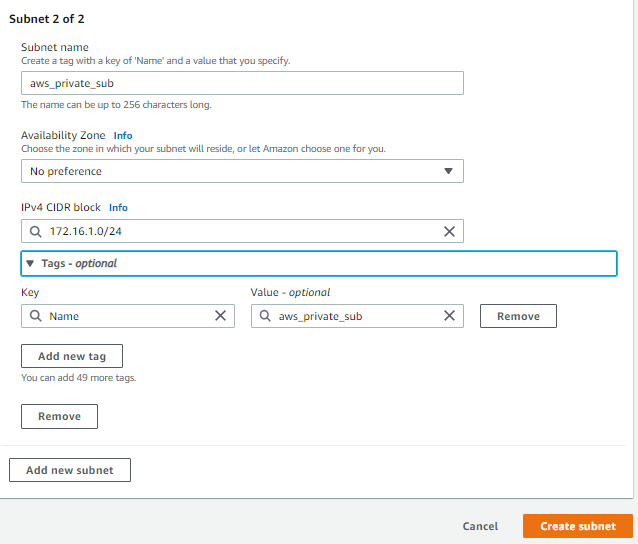 Subnet 2 of 2
Subnet name
Create a tag with a key of 'Name' and a value that you specify.
aws_private_sub
The name can be up to 256 characters long.
Availability Zone Info
Choose the zone in which your subnet will reside, or let Amazon choose one for you.
No preference
IPv4 CIDR block Info
172.16.1.0/24
Tags - optional
Key Value - optional
Name aws_private_sub Remove
Add new tag
You can add 49 more tags.
Remove
Add new subnet
Cancel Create subnet